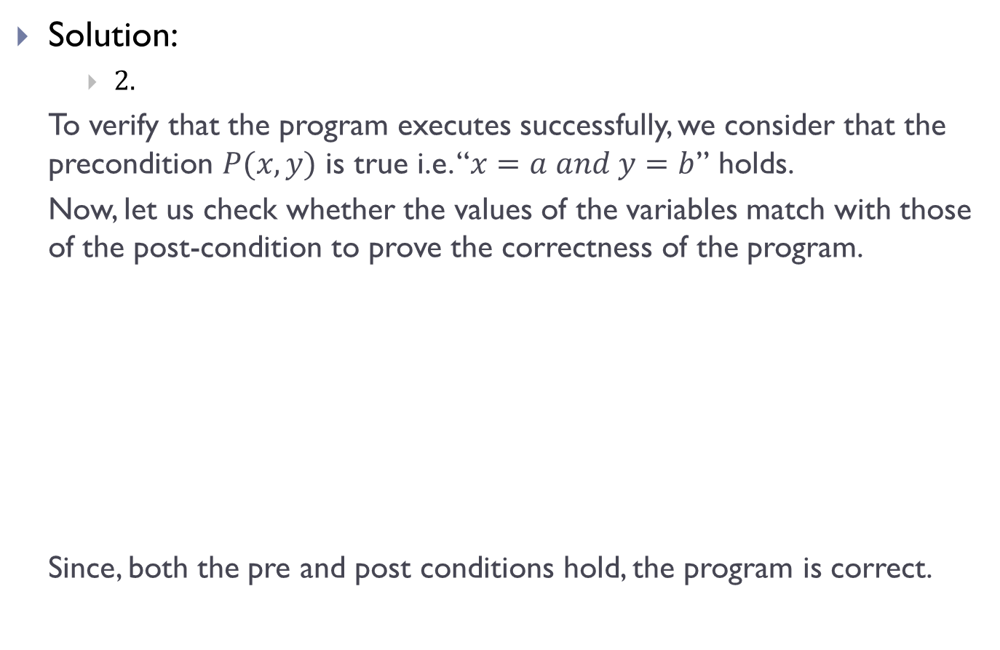 Solution:
2.
To verify that the program executes successfully, we consider that the
precondition P(x, y) is true i.e. “x = a and y = b” holds.
Now, let us check whether the values of the variables match with those
of the post-condition to prove the correctness of the program.
Since, both the pre and post conditions hold, the program is correct.